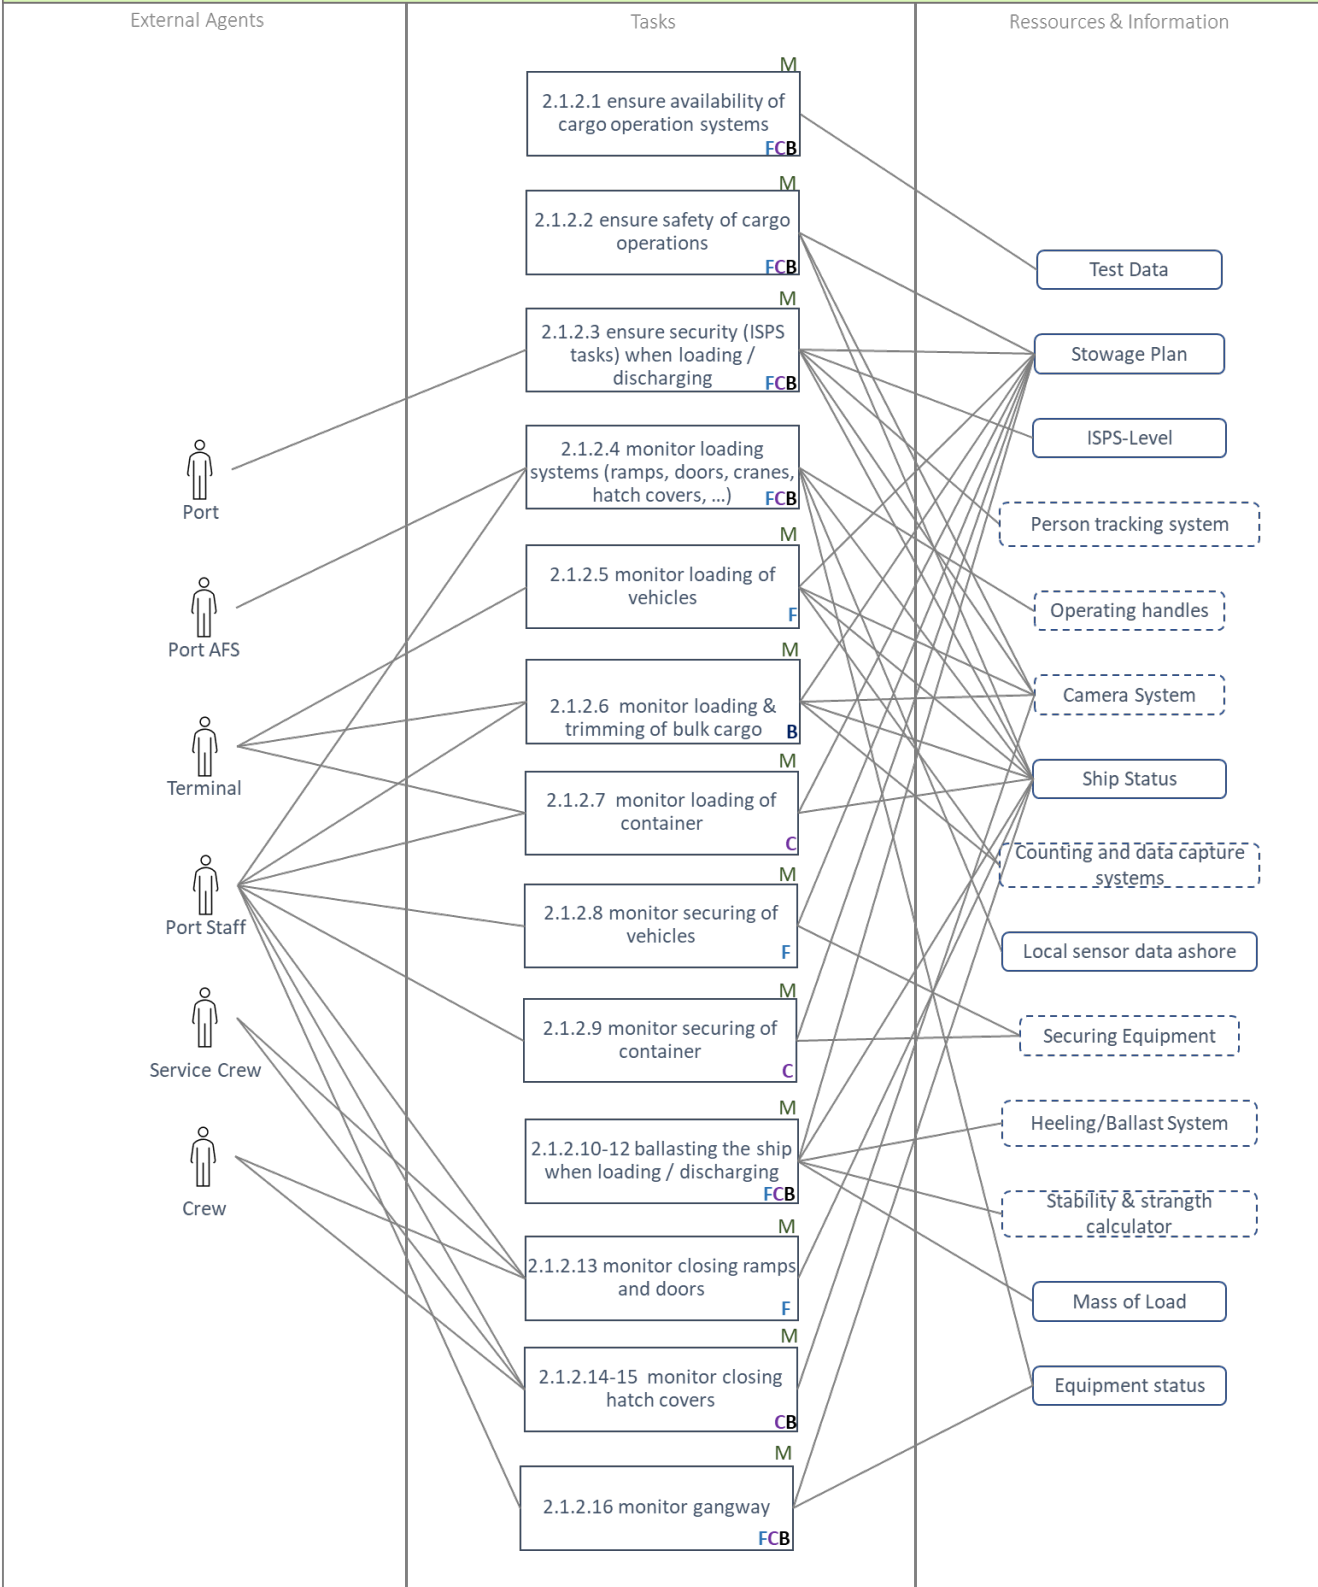 External Agents
Tasks
Ressources & Information
M
2.1.2.1 ensure availability of
cargo operation systems
FCB
M
2.1.2.2 ensure safety of cargo
operations
FCB
M
2.1.2.3 ensure security (ISPS
tasks) when loading /
discharging
FCB
2.1.2.4 monitor loading
systems (ramps, doors, cranes,
hatch covers, ...)
FCB
M
2.1.2.5 monitor loading of
vehicles
F
M
2.1.2.6 monitor loading &
trimming of bulk cargo
B
M
2.1.2.7 monitor loading of
container
C
M
2.1.2.8 monitor securing of
vehicles
F
M
2.1.2.9 monitor securing of
container
C
M
2.1.2.10-12 ballasting the ship
when loading / discharging
FCB
M
2.1.2.13 monitor closing ramps
and doors
F
M
2.1.2.14-15 monitor closing
hatch covers
CB
M
2.1.2.16 monitor gangway
FCB
Port
Port AFS
Terminal
Port Staff
Service Crew
Crew
Test Data
Stowage Plan
ISPS-Level
Person tracking system
Operating handles
Camera System
Ship Status
Counting and data capture
systems
Local sensor data ashore
Securing Equipment
Heeling/Ballast System
Stability & strangth
calculator
Mass of Load
Equipment status